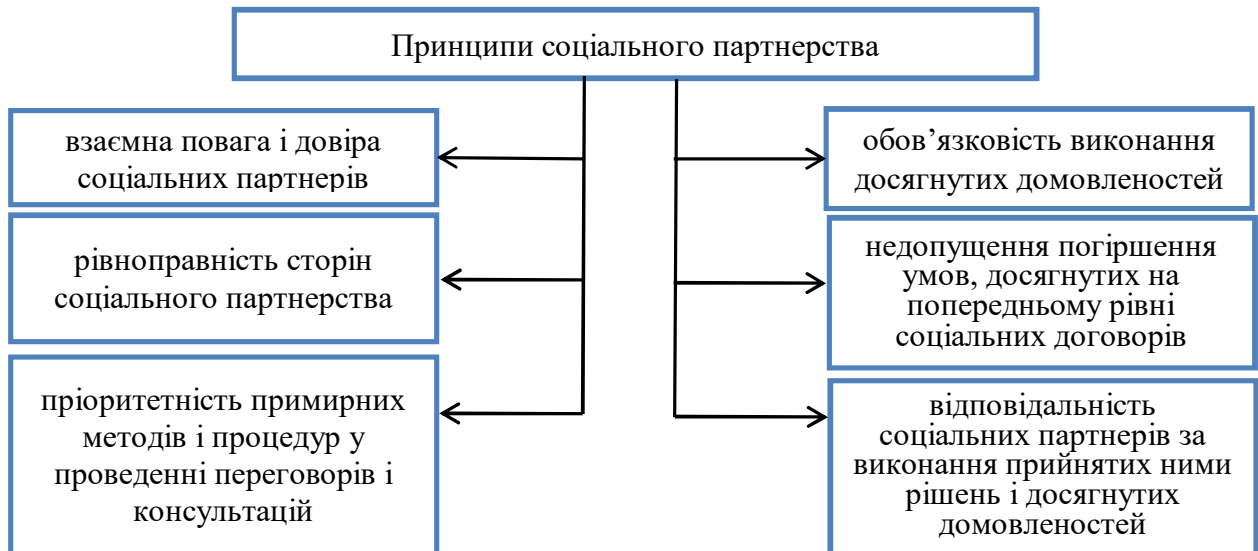 Принципи соціального партнерства
взаємна повага і довіра
соціальних партнерів
рівноправність сторін
соціального партнерства
пріоритетність примирних
методів і процедур у
проведенні переговорів і
консультацій
обов’язковість виконання
досягнутих домовленостей
недопущення погіршення
умов, досягнутих на
попередньому рівні
соціальних договорів
відповідальність
соціальних партнерів за
виконання прийнятих ними
рішень і досягнутих
домовленостей